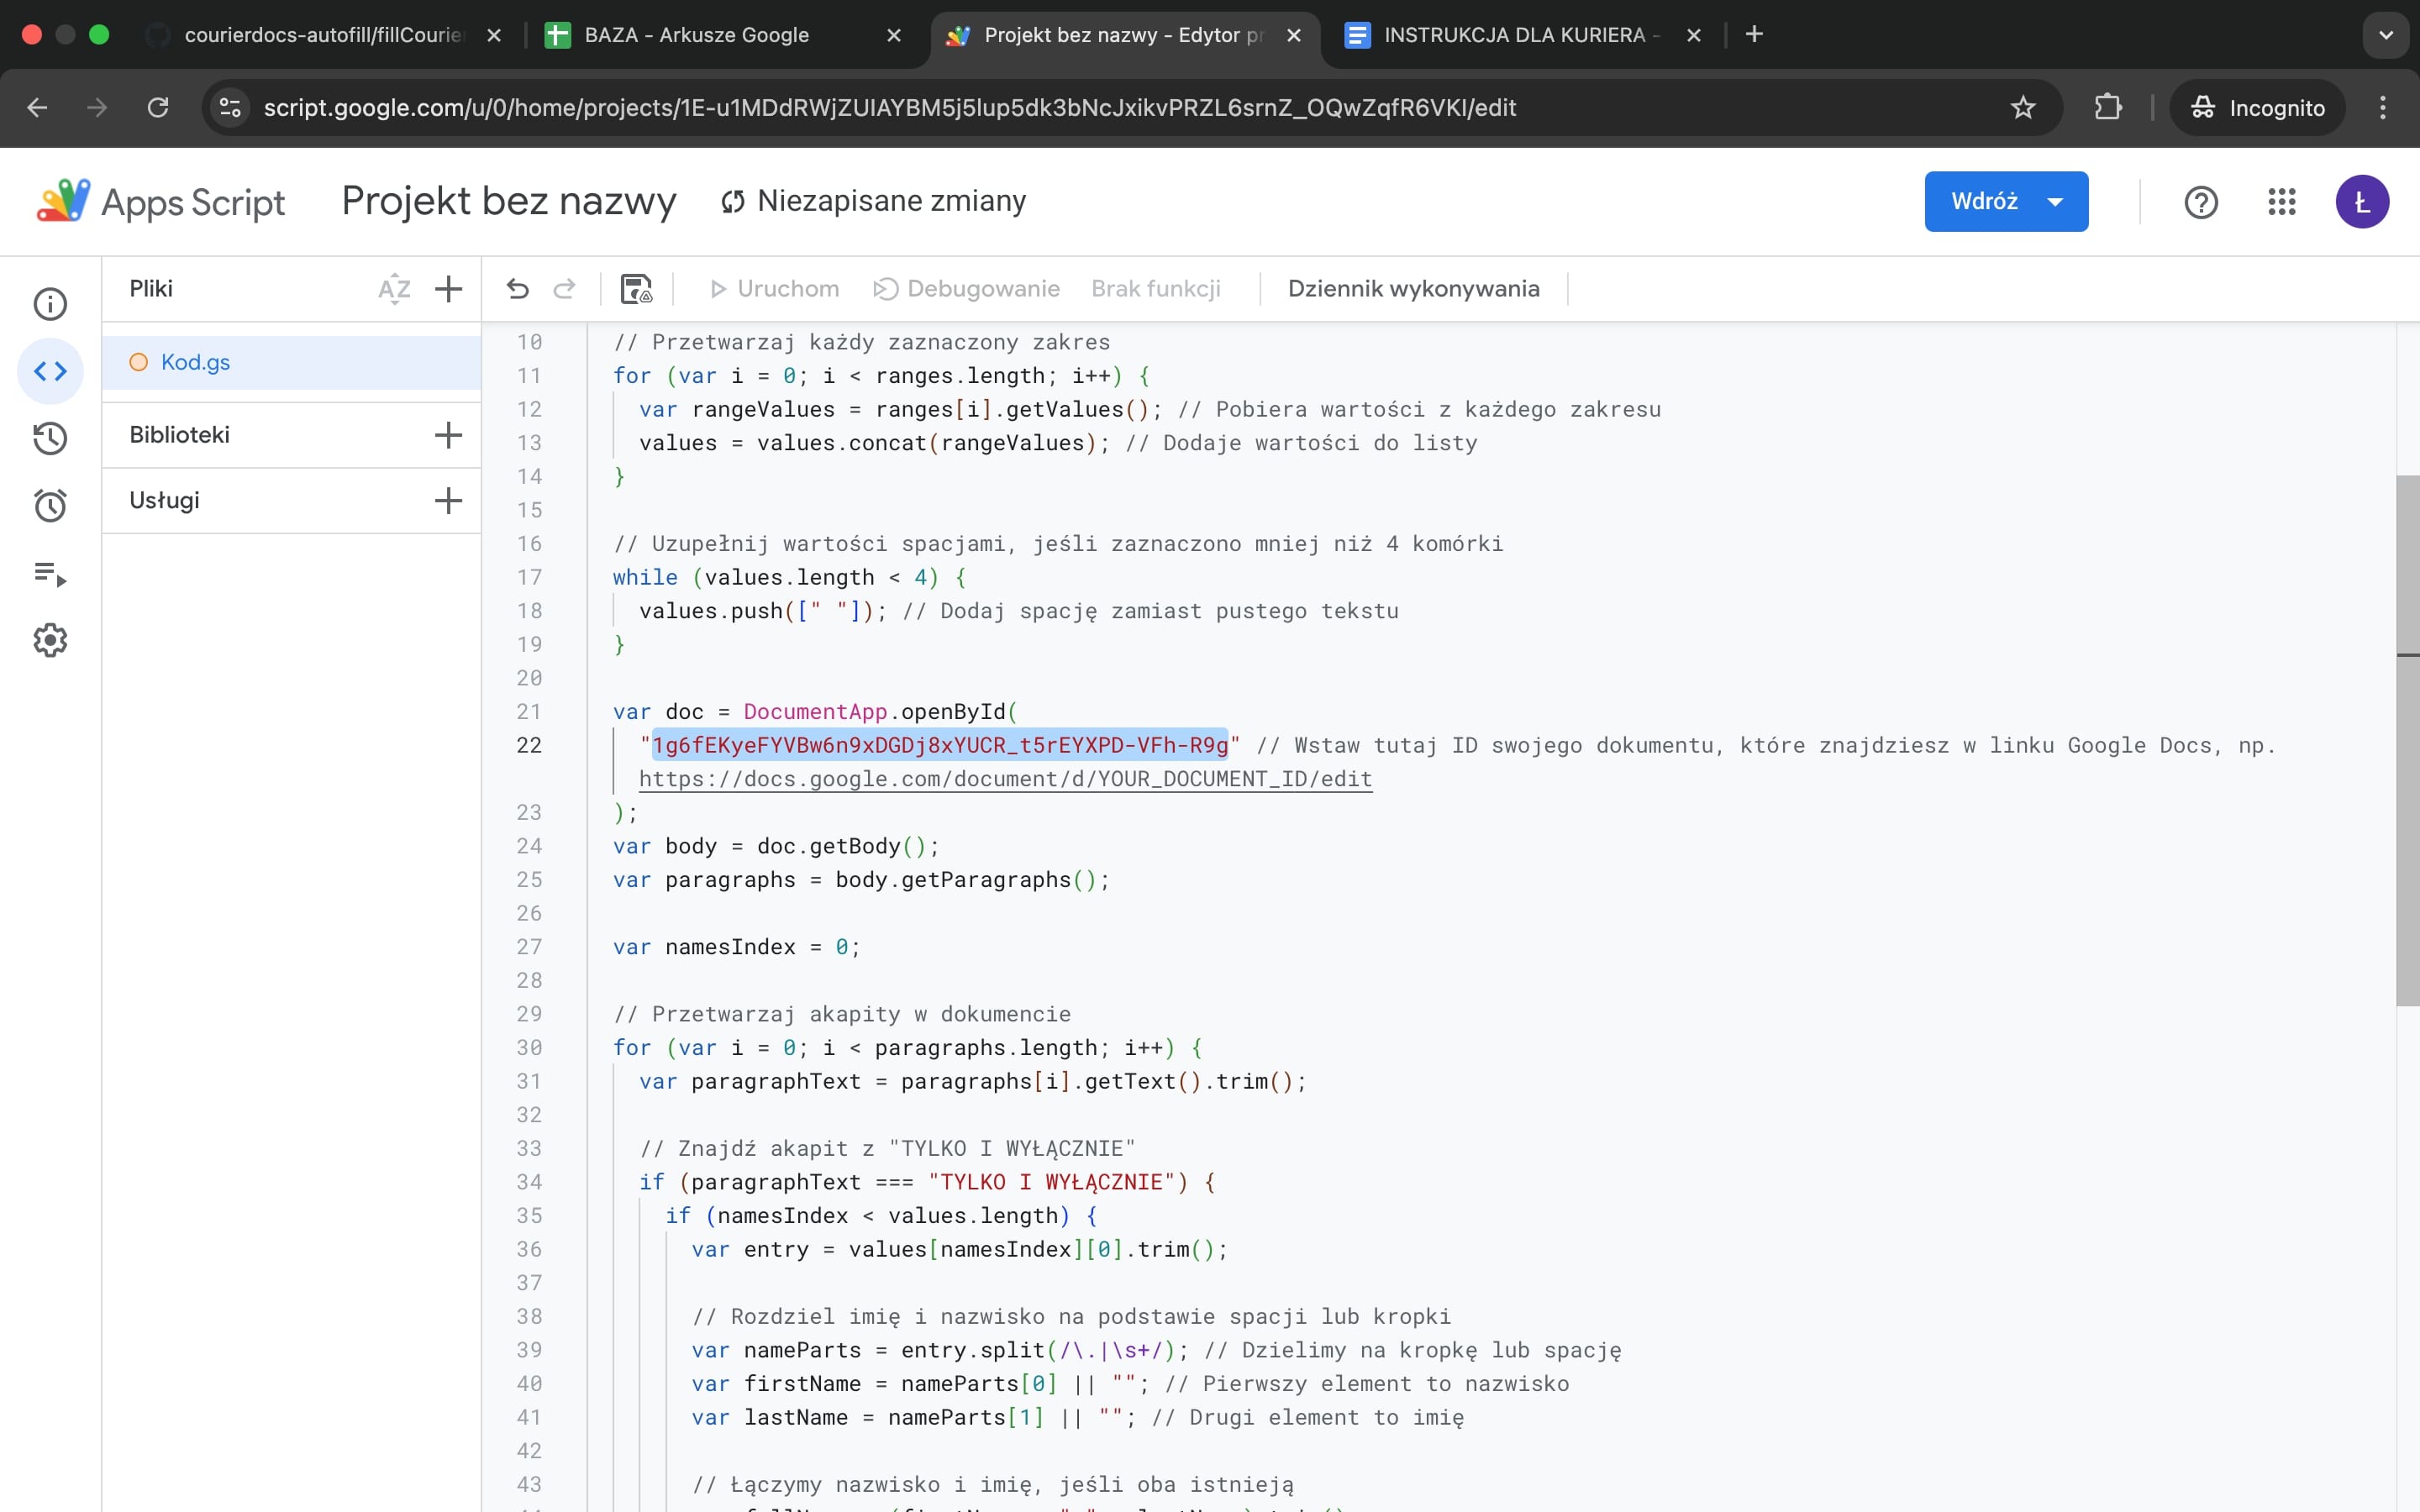 courierdocs-autofill/fillCourie
BAZA - Arkusze Google
Projekt bez nazwy - Edytor pr
INSTRUKCJA DLA KURIERA -
script.google.com/u/0/home/projects/1E-u1MDdRWjZUIAYBM5j5lup5dk3bNcJxikvPRZL6srnZ_OQwZqfR6VKI/edit
Incognito
Apps Script
Projekt bez nazwy
Niezapisane zmiany
Wdróż
Ł
Pliki
AZ
Uruchom
Debugowanie
Brak funkcji
Dziennik wykonywania
Kod.gs
Biblioteki
Usługi
10 // Przetwarzaj każdy zaznaczony zakres
11 for (var i = 0; i < ranges.length; i++) {
12 var rangeValues = ranges[i].getValues(); // Pobiera wartości z każdego zakresu
13 values = values.concat(rangeValues); // Dodaje wartości do listy
14 }
15
16 // Uzupełnij wartości spacjami, jeśli zaznaczono mniej niż 4 komórki
17 while (values.length < 4) {
18 values.push([" "]); // Dodaj spację zamiast pustego tekstu
19 }
20
21 var doc = DocumentApp.openById(
22 "1g6fEKyeFYVBw6n9xDGDj8xYUCR_t5rEYXPD-VFh-R9g" // Wstaw tutaj ID swojego dokumentu, które znajdziesz w linku Google Docs, np.
https://docs.google.com/document/d/YOUR_DOCUMENT_ID/edit
23 );
24 var body = doc.getBody();
25 var paragraphs = body.getParagraphs();
26
27 var namesIndex = 0;
28
29 // Przetwarzaj akapity w dokumencie
30 for (var i = 0; i < paragraphs.length; i++) {
31 var paragraphText = paragraphs[i].getText().trim();
32
33 // Znajdź akapit z "TYLKO I WYŁĄCZNIE"
34 if (paragraphText === "TYLKO I WYŁĄCZNIE") {
35 if (namesIndex < values.length) {
36 var entry = values[namesIndex][0].trim();
37
38 // Rozdziel imię i nazwisko na podstawie spacji lub kropki
39 var nameParts = entry.split(/\.|\s+/); // Dzielimy na kropkę lub spację
40 var firstName = nameParts[0] || ""; // Pierwszy element to nazwisko
41 var lastName = nameParts[1] || ""; // Drugi element to imię
42
43 // Łączymy nazwisko i imię, jeśli oba istnieją